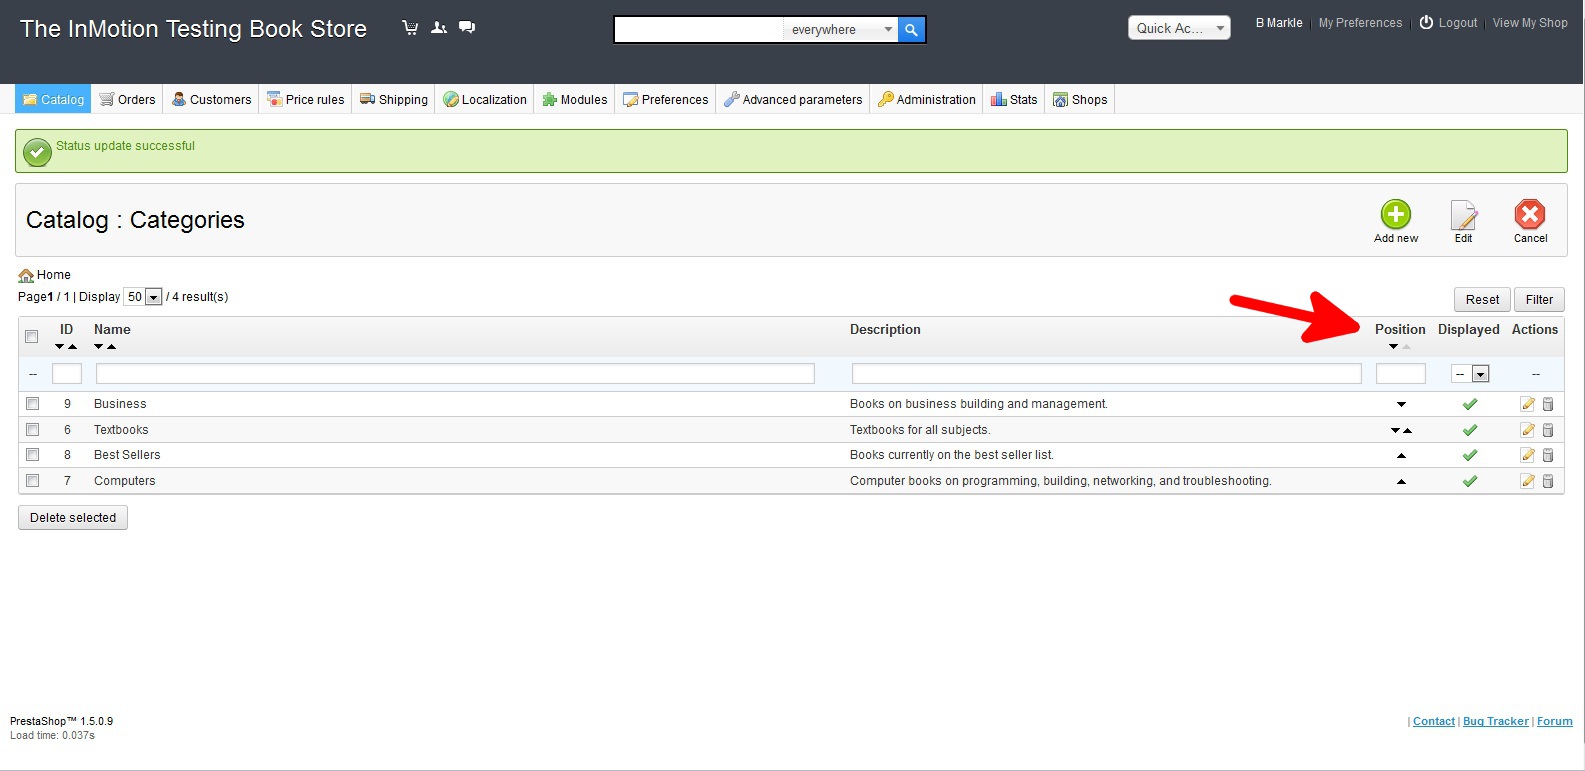 The InMotion Testing Book Store everywhere Quick Ac... B Markle My Preferences Logout View My Shop
Catalog Orders Customers Price rules Shipping Localization Modules Preferences Advanced parameters Administration Stats Shops
Status update successful
Catalog : Categories
Add new Edit Cancel
Home
Page1 / 1 | Display 50 / 4 result(s)
Reset Filter
ID Name Description Position Displayed Actions
-- -- --
9 Business Books on business building and management.
6 Textbooks Textbooks for all subjects.
8 Best Sellers Books currently on the best seller list.
7 Computers Computer books on programming, building, networking, and troubleshooting.
Delete selected
PrestaShop™ 1.5.0.9
Load time: 0.037s
| Contact | Bug Tracker | Forum